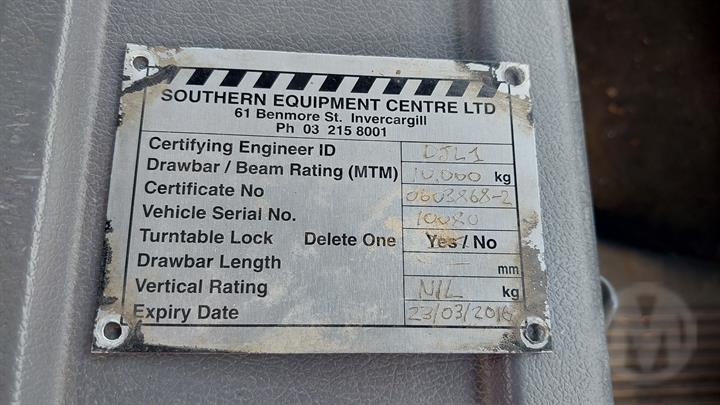 SOUTHERN EQUIPMENT CENTRE LTD
61 Benmore St. Invercargill
Ph 03 215 8001
Certifying Engineer ID DJL1
Drawbar / Beam Rating (MTM) 10,000 kg
Certificate No 0603868-2
Vehicle Serial No. 10080
Turntable Lock Delete One Yes / No
Drawbar Length mm
Vertical Rating NIL kg
Expiry Date 23/03/2016